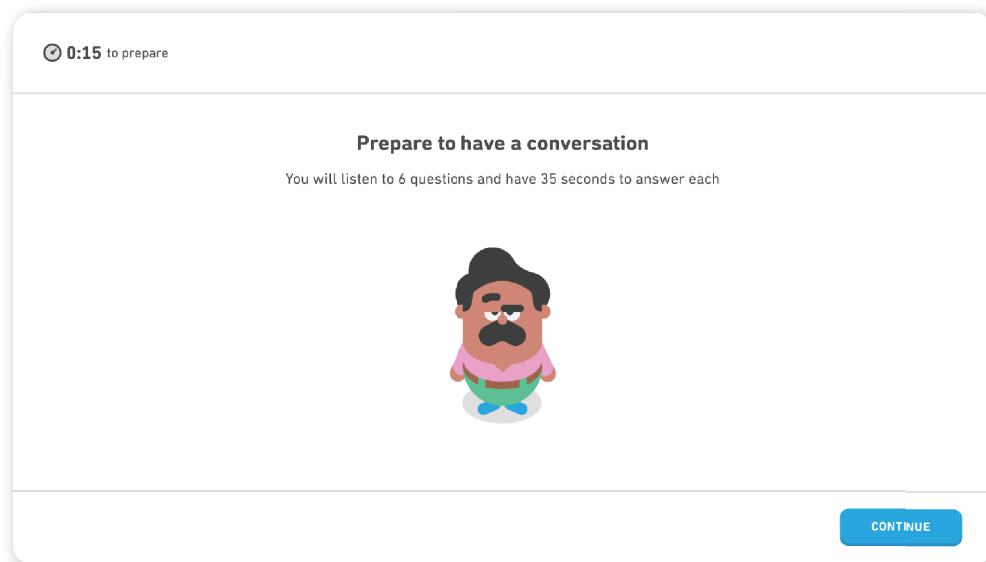 0:15 to prepare
Prepare to have a conversation
You will listen to 6 questions and have 35 seconds to answer each
CONTINUE